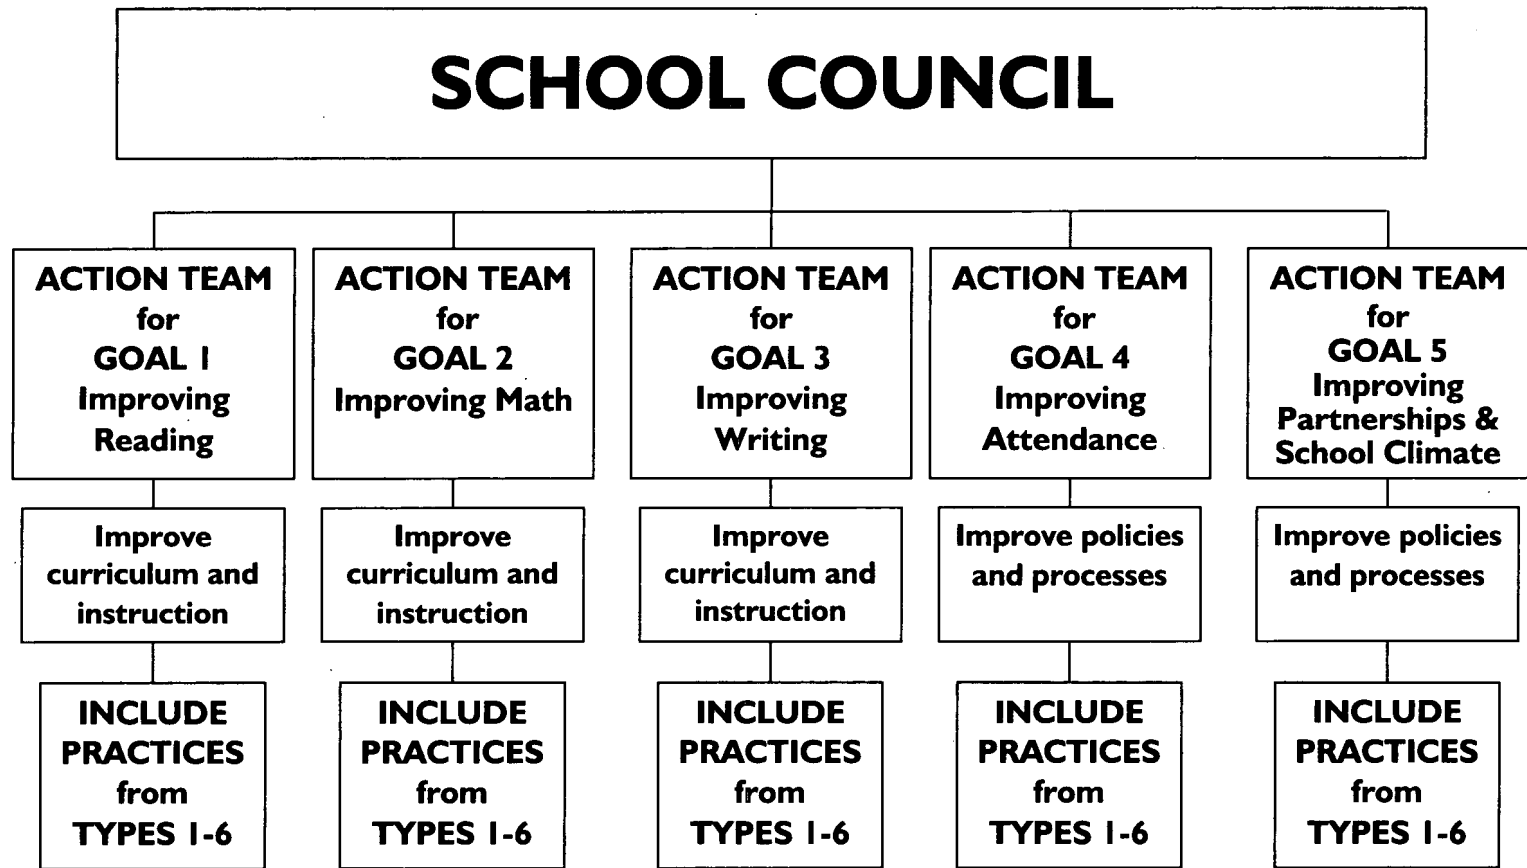 SCHOOL COUNCIL
ACTION TEAM
for
GOAL 1
Improving
Reading
ACTION TEAM
for
GOAL 2
Improving Math
ACTION TEAM
for
GOAL 3
Improving
Writing
ACTION TEAM
for
GOAL 4
Improving
Attendance
ACTION TEAM
for
GOAL 5
Improving
Partnerships &
School Climate
Improve
curriculum and
instruction
Improve
curriculum and
instruction
Improve
curriculum and
instruction
Improve policies
and processes
Improve policies
and processes
INCLUDE
PRACTICES
from
TYPES 1-6
INCLUDE
PRACTICES
from
TYPES 1-6
INCLUDE
PRACTICES
from
TYPES 1-6
INCLUDE
PRACTICES
from
TYPES 1-6
INCLUDE
PRACTICES
from
TYPES 1-6